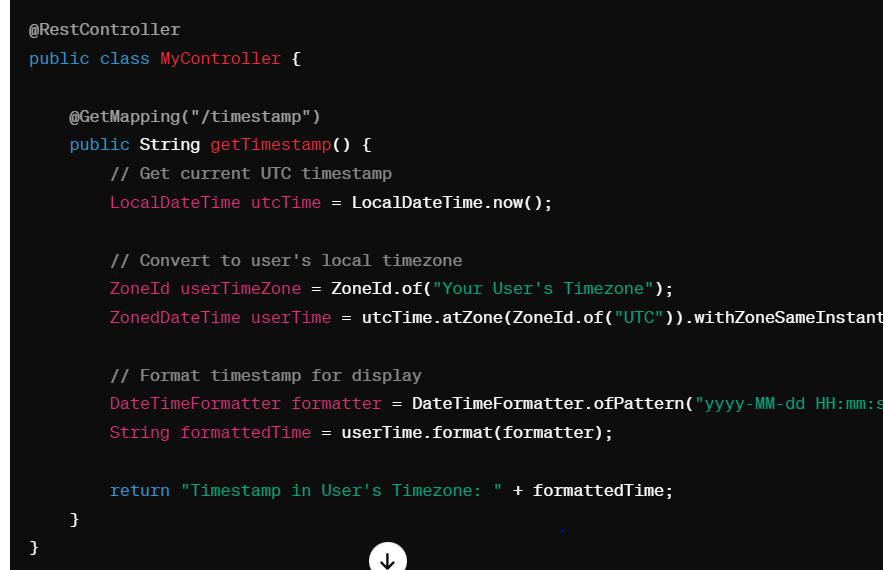 @RestController
public class MyController {
@GetMapping("/timestamp")
public String getTimestamp() {
// Get current UTC timestamp
LocalDateTime utcTime = LocalDateTime.now();
// Convert to user's local timezone
ZoneId userTimeZone = ZoneId.of("Your User's Timezone");
ZonedDateTime userTime = utcTime.atZone(ZoneId.of("UTC")).withZoneSameInstant
// Format timestamp for display
DateTimeFormatter formatter = DateTimeFormatter.ofPattern("yyyy-MM-dd HH:mm:s
String formattedTime = userTime.format(formatter);
return "Timestamp in User's Timezone: " + formattedTime;
}
}